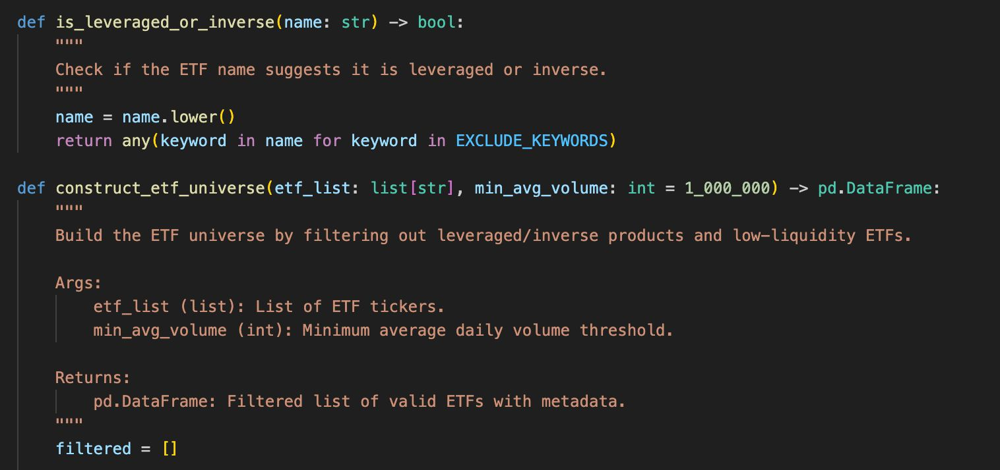 def is_leveraged_or_inverse(name: str) -> bool:
    """
    Check if the ETF name suggests it is leveraged or inverse.
    """
    name = name.lower()
    return any(keyword in name for keyword in EXCLUDE_KEYWORDS)

def construct_etf_universe(etf_list: list[str], min_avg_volume: int = 1_000_000) -> pd.DataFrame:
    """
    Build the ETF universe by filtering out leveraged/inverse products and low-liquidity ETFs.

    Args:
        etf_list (list): List of ETF tickers.
        min_avg_volume (int): Minimum average daily volume threshold.

    Returns:
        pd.DataFrame: Filtered list of valid ETFs with metadata.
    """
    filtered = []